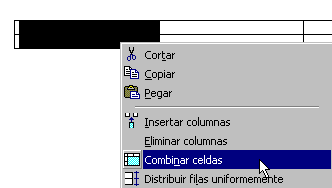 Cortar
Copiar
Pegar
Insertar columnas
Eliminar columnas
Combinar celdas
Distribuir filas uniformemente